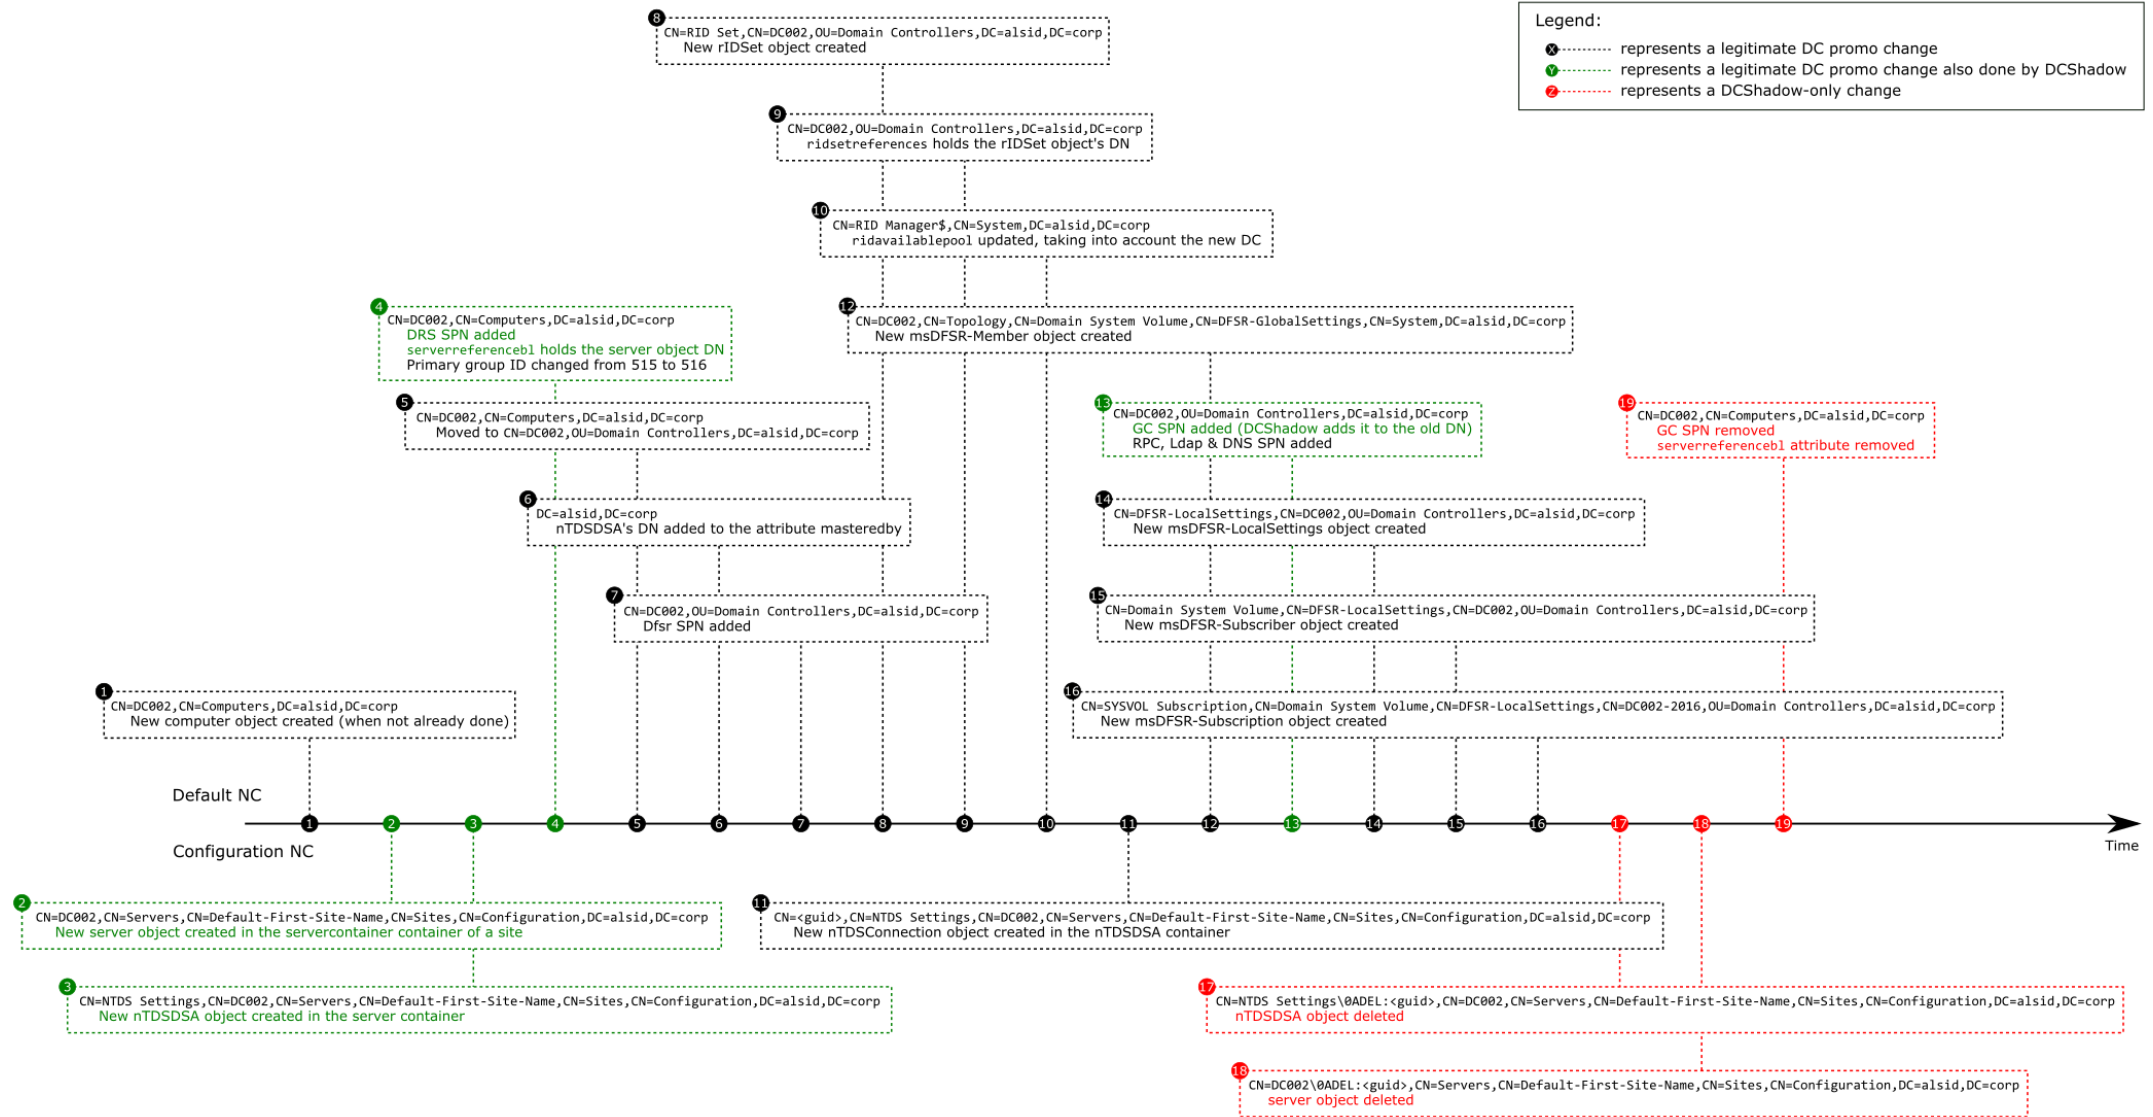 Legend:
X represents a legitimate DC promo change
Y represents a legitimate DC promo change also done by DCShadow
Z represents a DCShadow-only change
8
CN=RID Set,CN=DC002,OU=Domain Controllers,DC=alsid,DC=corp
New rIDSet object created
9
CN=DC002,OU=Domain Controllers,DC=alsid,DC=corp
ridsetreferences holds the rIDSet object's DN
10
CN=RID Manager$,CN=System,DC=alsid,DC=corp
ridavailablepool updated, taking into account the new DC
4
CN=DC002,CN=Computers,DC=alsid,DC=corp
DRS SPN added
serverreferencebl holds the server object DN
Primary group ID changed from 515 to 516
12
CN=DC002,CN=Topology,CN=Domain System Volume,CN=DFSR-GlobalSettings,CN=System,DC=alsid,DC=corp
New msDFSR-Member object created
5
CN=DC002,CN=Computers,DC=alsid,DC=corp
Moved to CN=DC002,OU=Domain Controllers,DC=alsid,DC=corp
13
CN=DC002,OU=Domain Controllers,DC=alsid,DC=corp
GC SPN added (DCShadow adds it to the old DN)
RPC, Ldap & DNS SPN added
19
CN=DC002,CN=Computers,DC=alsid,DC=corp
GC SPN removed
serverreferencebl attribute removed
6
DC=alsid,DC=corp
nTDSDSA's DN added to the attribute masteredby
14
CN=DFSR-LocalSettings,CN=DC002,OU=Domain Controllers,DC=alsid,DC=corp
New msDFSR-LocalSettings object created
7
CN=DC002,OU=Domain Controllers,DC=alsid,DC=corp
Dfsr SPN added
15
CN=Domain System Volume,CN=DFSR-LocalSettings,CN=DC002,OU=Domain Controllers,DC=alsid,DC=corp
New msDFSR-Subscriber object created
1
CN=DC002,CN=Computers,DC=alsid,DC=corp
New computer object created (when not already done)
16
CN=SYSVOL Subscription,CN=Domain System Volume,CN=DFSR-LocalSettings,CN=DC002-2016,OU=Domain Controllers,DC=alsid,DC=corp
New msDFSR-Subscription object created
Default NC
1 2 3 4 5 6 7 8 9 10 11 12 13 14 15 16 17 18 19
Time
Configuration NC
2
CN=DC002,CN=Servers,CN=Default-First-Site-Name,CN=Sites,CN=Configuration,DC=alsid,DC=corp
New server object created in the servercontainer container of a site
11
CN=<guid>,CN=NTDS Settings,CN=DC002,CN=Servers,CN=Default-First-Site-Name,CN=Sites,CN=Configuration,DC=alsid,DC=corp
New nTDSConnection object created in the nTDSDSA container
3
CN=NTDS Settings,CN=DC002,CN=Servers,CN=Default-First-Site-Name,CN=Sites,CN=Configuration,DC=alsid,DC=corp
New nTDSDSA object created in the server container
17
CN=NTDS Settings\0ADEL:<guid>,CN=DC002,CN=Servers,CN=Default-First-Site-Name,CN=Sites,CN=Configuration,DC=alsid,DC=corp
nTDSDSA object deleted
18
CN=DC002\0ADEL:<guid>,CN=Servers,CN=Default-First-Site-Name,CN=Sites,CN=Configuration,DC=alsid,DC=corp
server object deleted